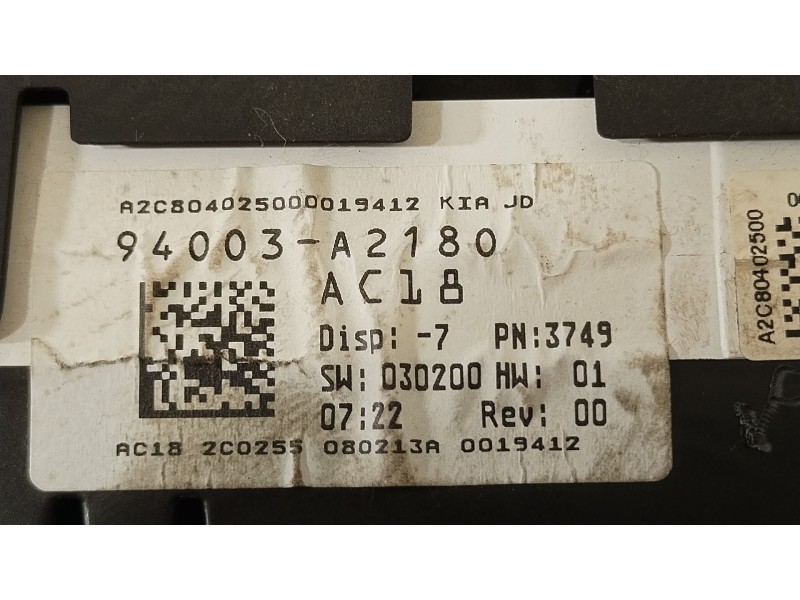 A2C8040250000019412 KIA JD
94003-A2180
AC18
Disp: -7 PN:3749
SW: 030200 HW: 01
07:22 Rev: 00
AC18 2C0255 080213A 0019412
A2C80402500